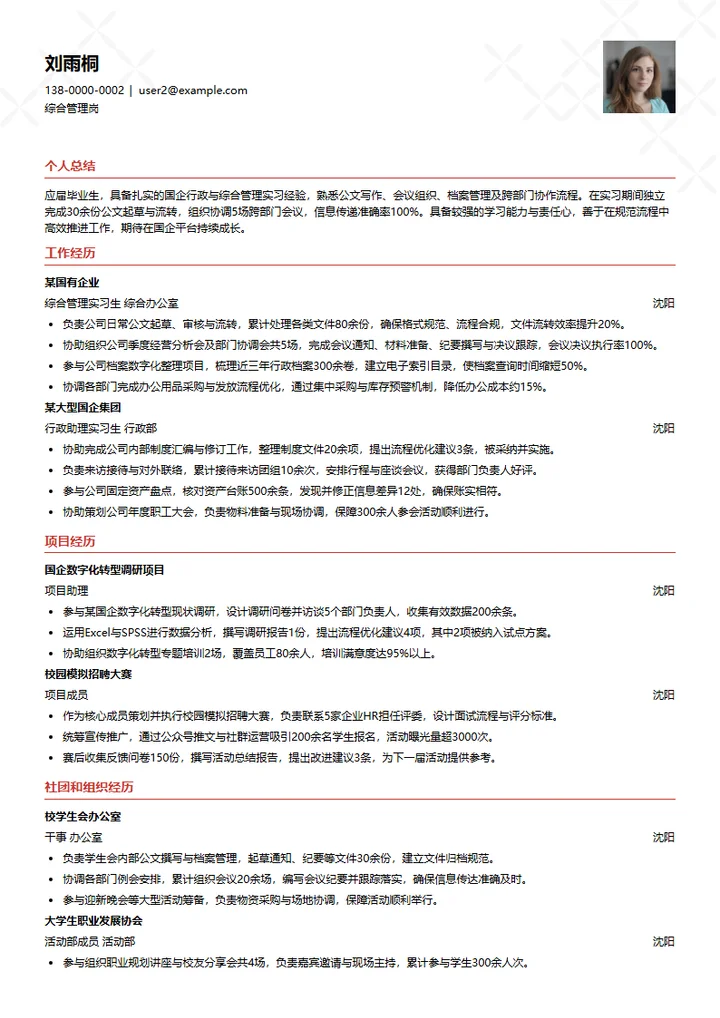 刘雨桐
138-0000-0002 | user2@example.com
综合管理岗
个人总结
应届毕业生，具备扎实的国企行政与综合管理实习经验，熟悉公文写作、会议组织、档案管理及跨部门协作流程。在实习期间独立
完成30余份公文起草与流转，组织协调5场跨部门会议，信息传递准确率100%。具备较强的学习能力与责任心，善于在规范流程中
高效推进工作，期待在国企平台持续成长。
工作经历
某国有企业
综合管理实习生 综合办公室 沈阳
• 负责公司日常公文起草、审核与流转，累计处理各类文件80余份，确保格式规范、流程合规，文件流转效率提升20%。
• 协助组织公司季度经营分析会及部门协调会共5场，完成会议通知、材料准备、纪要撰写与决议跟踪，会议决议执行率100%。
• 参与公司档案数字化整理项目，梳理近三年行政档案300余卷，建立电子索引目录，使档案查询时间缩短50%。
• 协调各部门完成办公用品采购与发放流程优化，通过集中采购与库存预警机制，降低办公成本约15%。
某大型国企集团
行政助理实习生 行政部 沈阳
• 协助完成公司内部制度汇编与修订工作，整理制度文件20余项，提出流程优化建议3条，被采纳并实施。
• 负责来访接待与对外联络，累计接待来访团组10余次，安排行程与座谈会议，获得部门负责人好评。
• 参与公司固定资产盘点，核对资产台账500余条，发现并修正信息差异12处，确保账实相符。
• 协助策划公司年度职工大会，负责物料准备与现场协调，保障300余人参会活动顺利进行。
项目经历
国企数字化转型调研项目
项目助理 沈阳
• 参与某国企数字化转型现状调研，设计调研问卷并访谈5个部门负责人，收集有效数据200余条。
• 运用Excel与SPSS进行数据分析，撰写调研报告1份，提出流程优化建议4项，其中2项被纳入试点方案。
• 协助组织数字化转型专题培训2场，覆盖员工80余人，培训满意度达95%以上。
校园模拟招聘大赛
项目成员 沈阳
• 作为核心成员策划并执行校园模拟招聘大赛，负责联系5家企业HR担任评委，设计面试流程与评分标准。
• 统筹宣传推广，通过公众号推文与社群运营吸引200余名学生报名，活动曝光量超3000次。
• 赛后收集反馈问卷150份，撰写活动总结报告，提出改进建议3条，为下一届活动提供参考。
社团和组织经历
校学生会办公室
干事 办公室 沈阳
• 负责学生会内部公文撰写与档案管理，起草通知、纪要等文件30余份，建立文件归档规范。
• 协调各部门例会安排，累计组织会议20余场，编写会议纪要并跟踪落实，确保信息传达准确及时。
• 参与迎新晚会等大型活动筹备，负责物资采购与场地协调，保障活动顺利举行。
大学生职业发展协会
活动部成员 活动部 沈阳
• 参与组织职业规划讲座与校友分享会共4场，负责嘉宾邀请与现场主持，累计参与学生300余人次。